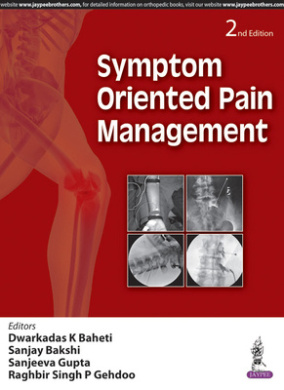 website www.jaypeebrothers.com, for detailed information on orthopedic books, visit our website www.jaypeebrothers.com
2nd Edition
Symptom
Oriented Pain
Management
Editors
Dwarkadas K Baheti
Sanjay Bakshi
Sanjeeva Gupta
Raghbir Singh P Gehdoo
JAYPEE